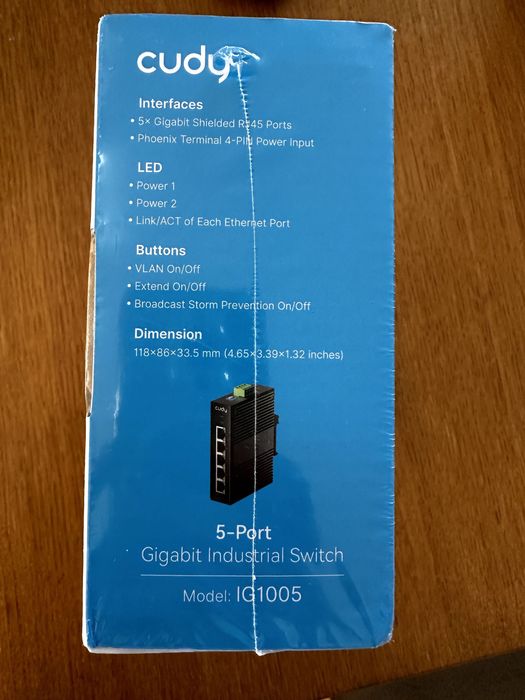 cudy
Interfaces
• 5× Gigabit Shielded RJ45 Ports
• Phoenix Terminal 4-PIN Power Input
LED
• Power 1
• Power 2
• Link/ACT of Each Ethernet Port
Buttons
• VLAN On/Off
• Extend On/Off
• Broadcast Storm Prevention On/Off
Dimension
118×86×33.5 mm (4.65×3.39×1.32 inches)
cudy
5-Port
Gigabit Industrial Switch
Model: IG1005